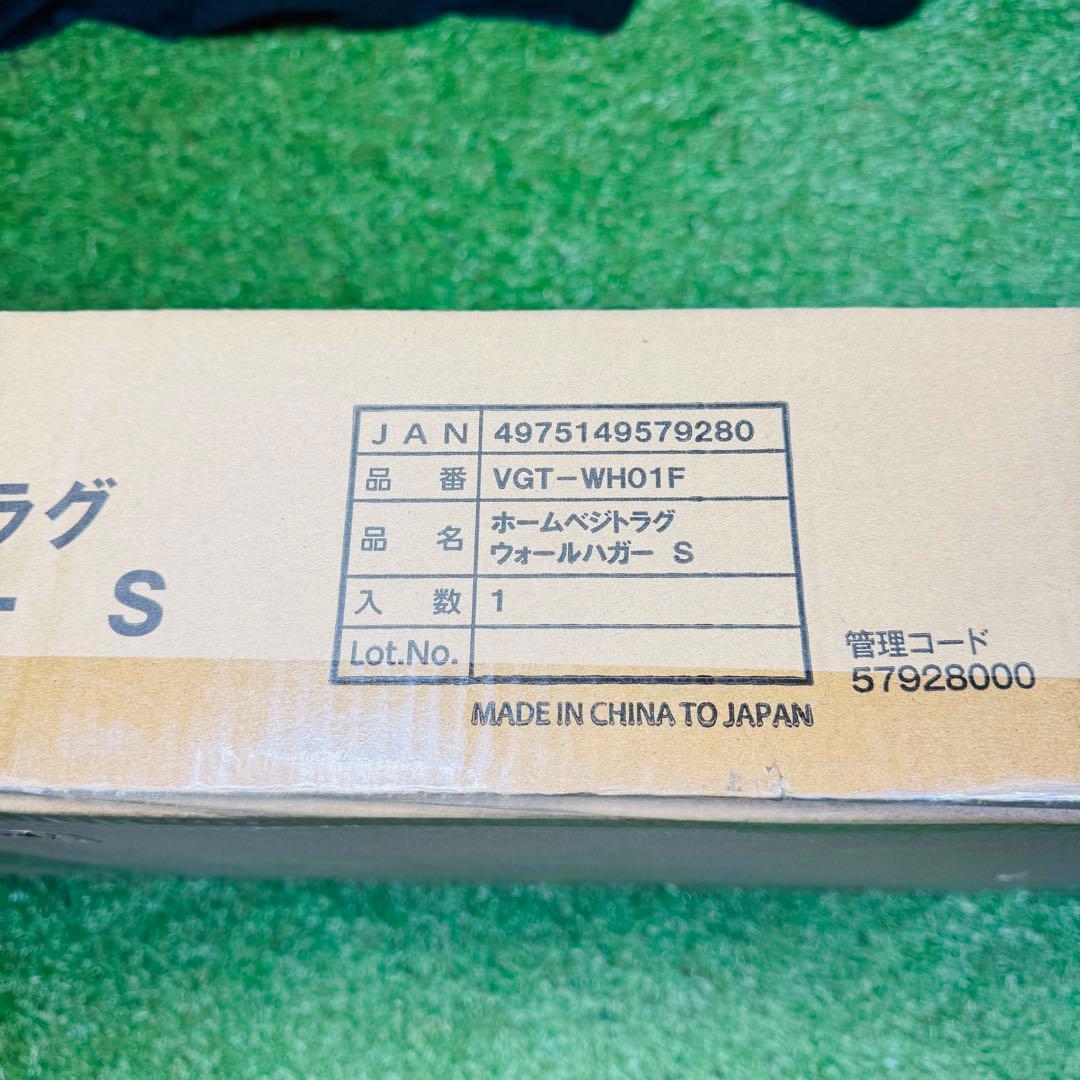 ラグ
ー S
JAN 4975149579280
品番 VGT-WH01F
品名 ホームベジトラグ
ウォールハガー S
入数 1
Lot.No.
管理コード
57928000
MADE IN CHINA TO JAPAN